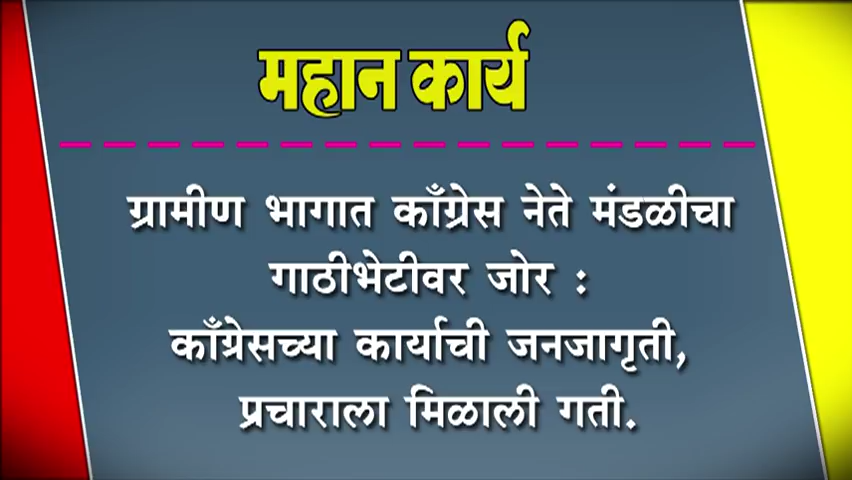 महान कार्य
ग्रामीण भागात काँग्रेस नेते मंडळीचा
गाठीभेटीवर जोर :
काँग्रेसच्या कार्याची जनजागृती,
प्रचाराला मिळाली गती.